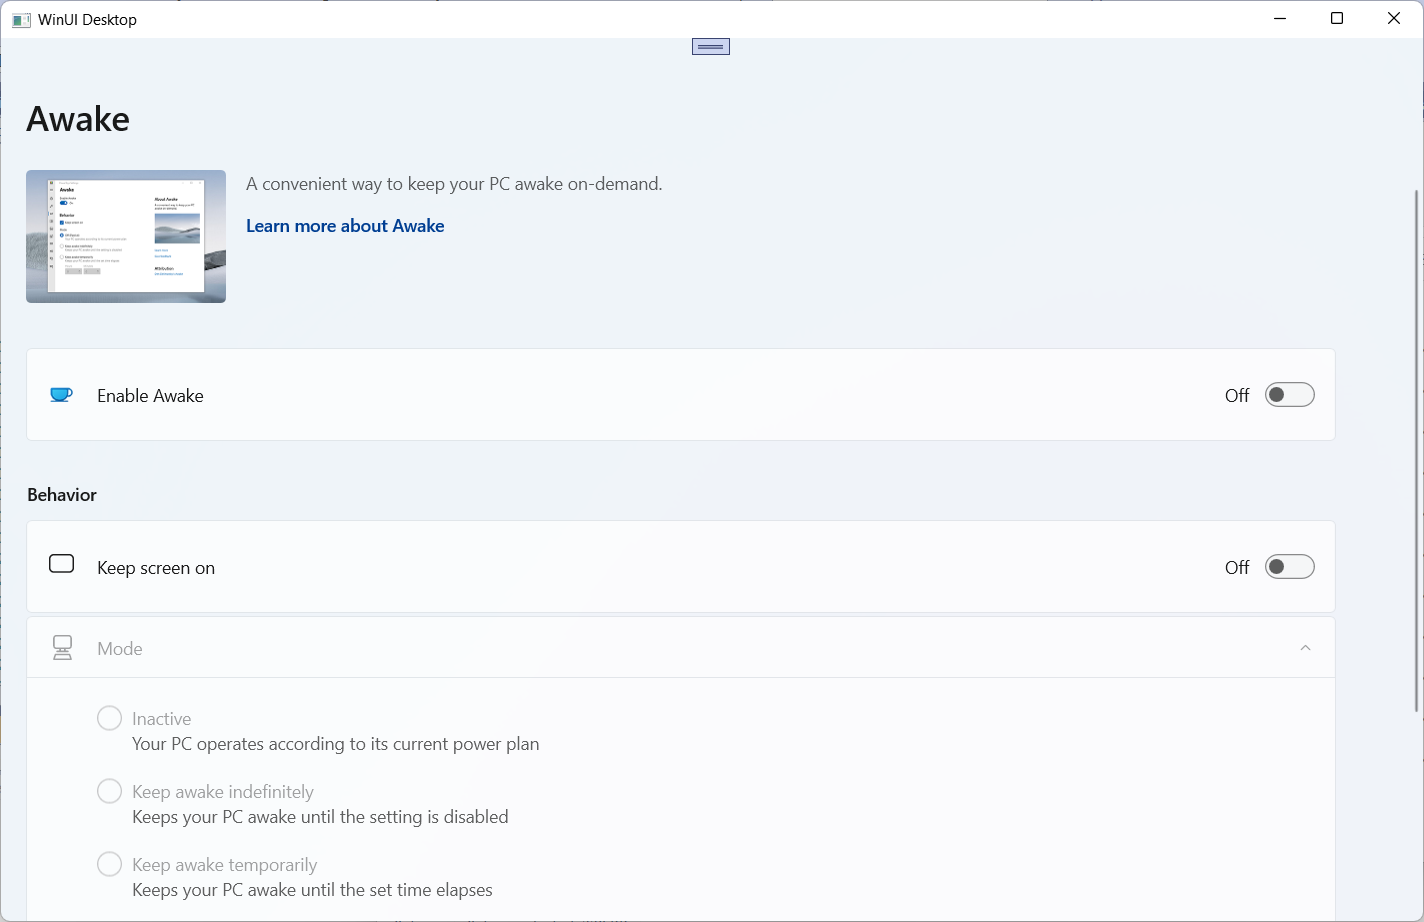 WinUI Desktop
Awake
A convenient way to keep your PC awake on-demand.
Learn more about Awake
Enable Awake
Off
Behavior
Keep screen on
Off
Mode
Inactive
Your PC operates according to its current power plan
Keep awake indefinitely
Keeps your PC awake until the setting is disabled
Keep awake temporarily
Keeps your PC awake until the set time elapses